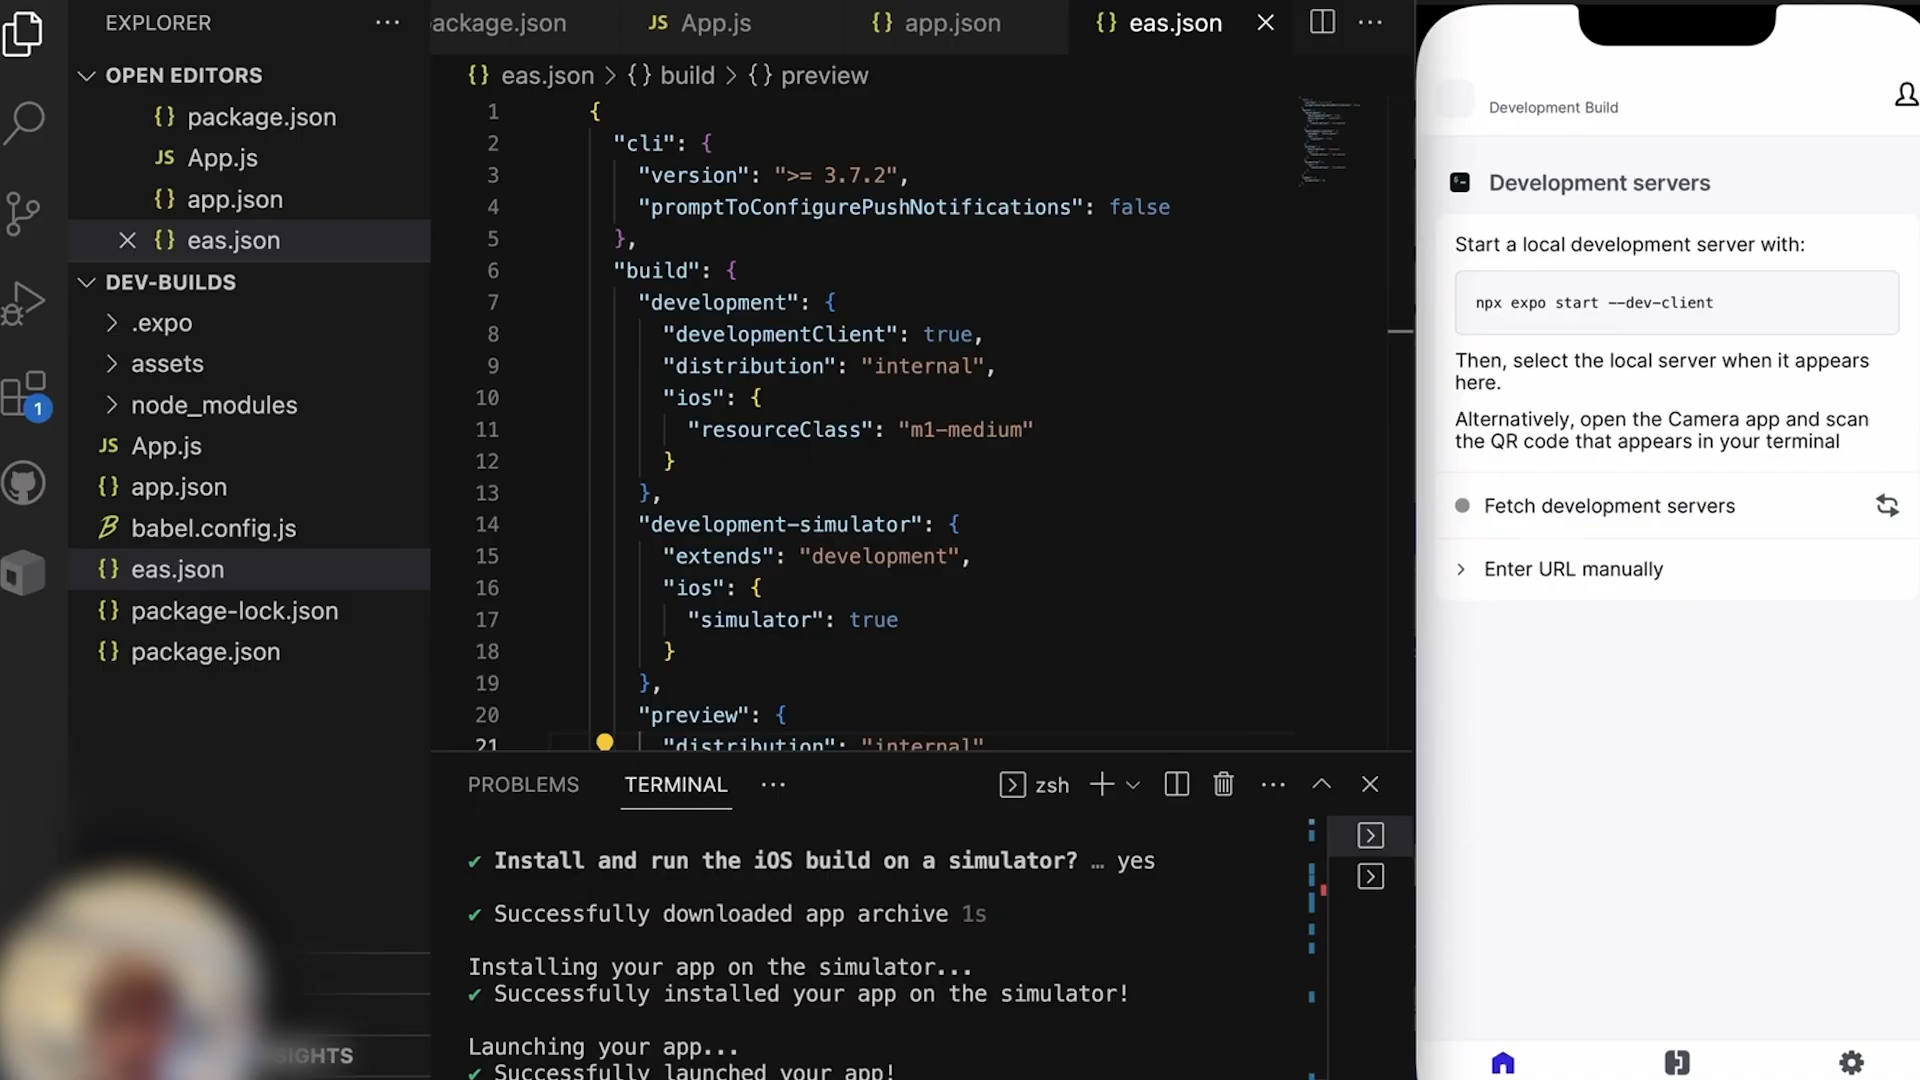 EXPLORER
OPEN EDITORS
{} package.json
JS App.js
{} app.json
{} eas.json
DEV-BUILDS
.expo
assets
node_modules
JS App.js
{} app.json
babel.config.js
{} eas.json
{} package-lock.json
{} package.json
ackage.json
JS App.js
{} app.json
{} eas.json
{} eas.json > {} build > {} preview
1 {
2 "cli": {
3 "version": ">= 3.7.2",
4 "promptToConfigurePushNotifications": false
5 },
6 "build": {
7 "development": {
8 "developmentClient": true,
9 "distribution": "internal",
10 "ios": {
11 "resourceClass": "m1-medium"
12 }
13 },
14 "development-simulator": {
15 "extends": "development",
16 "ios": {
17 "simulator": true
18 }
19 },
20 "preview": {
21 "distribution": "internal"
PROBLEMS
TERMINAL
zsh
✔ Install and run the iOS build on a simulator? … yes
✔ Successfully downloaded app archive 1s
Installing your app on the simulator...
✔ Successfully installed your app on the simulator!
Launching your app...
✔ Successfully launched your app!
1
SIGHTS
Development Build
Development servers
Start a local development server with:
npx expo start --dev-client
Then, select the local server when it appears
here.
Alternatively, open the Camera app and scan
the QR code that appears in your terminal
Fetch development servers
Enter URL manually